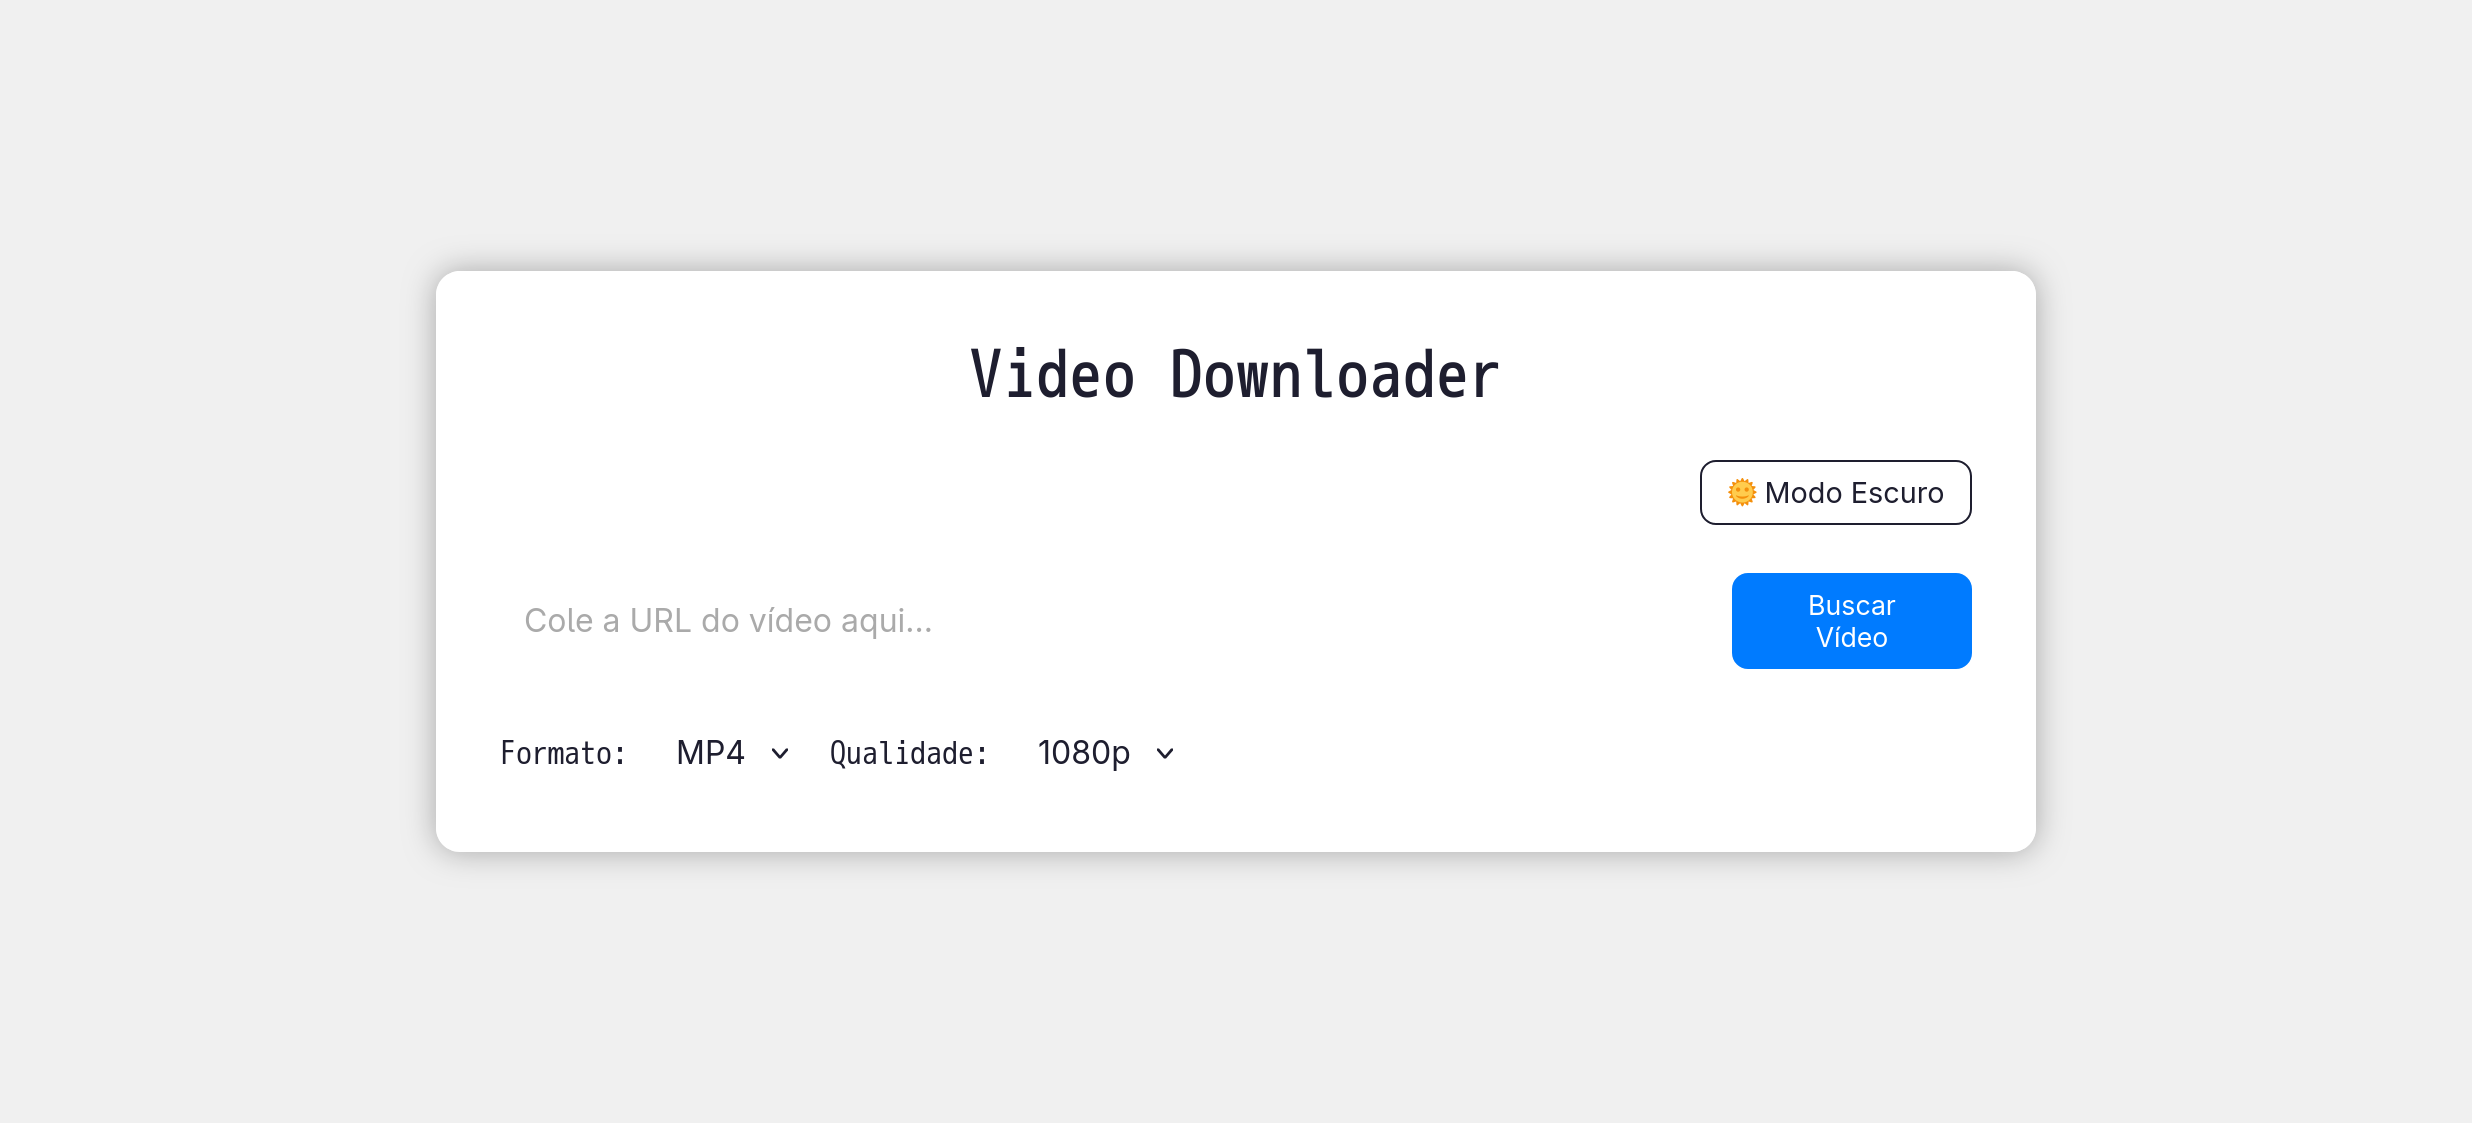 Video Downloader
🌞 Modo Escuro
Cole a URL do vídeo aqui...
Buscar
Vídeo
Formato: MP4 Qualidade: 1080p